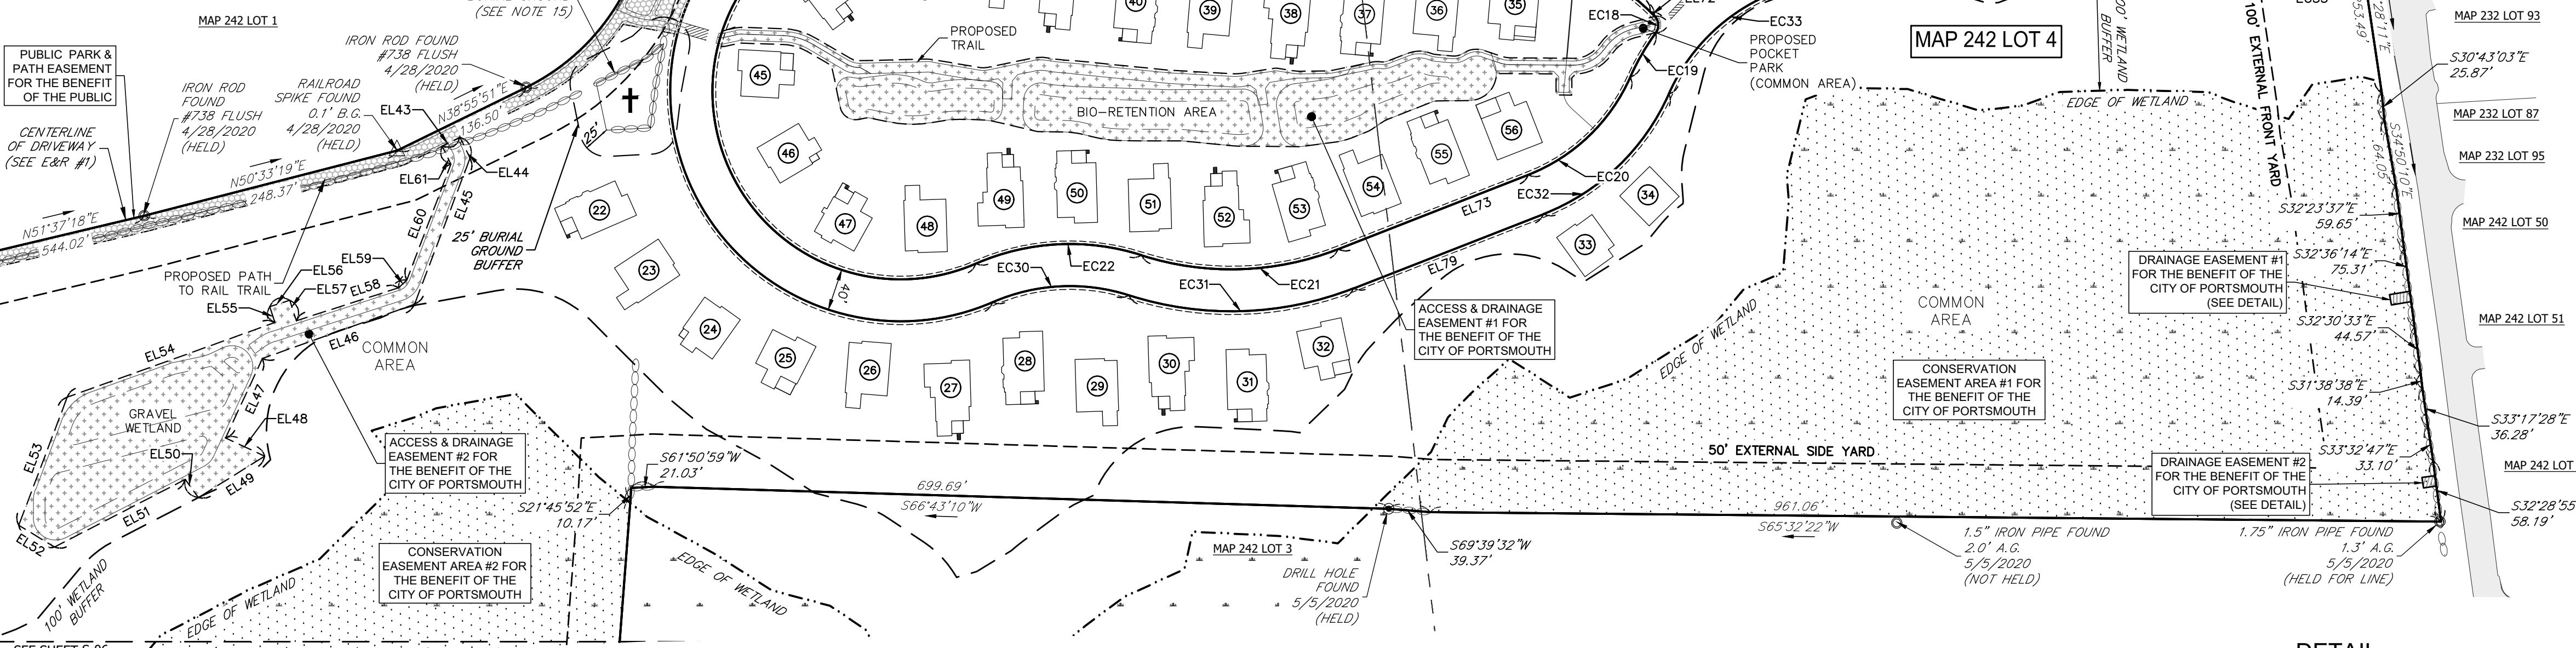 MAP 242 LOT 1
(SEE NOTE 15)
PUBLIC PARK &
PATH EASEMENT
FOR THE BENEFIT
OF THE PUBLIC
CENTERLINE
OF DRIVEWAY
(SEE E&R #1)
IRON ROD
FOUND
#738 FLUSH
4/28/2020
(HELD)
RAILROAD
SPIKE FOUND
0.1' B.G.
4/28/2020
(HELD)
IRON ROD FOUND
#738 FLUSH
4/28/2020
(HELD)
EL43
N38°55'51"E
136.50'
N50°33'19"E
248.37'
N51°37'18"E
544.02'
EL61
EL44
EL45
EL60
EL59
EL58
EL56
EL57
EL55
PROPOSED PATH
TO RAIL TRAIL
25'
25' BURIAL
GROUND
BUFFER
EL46
EL54
EL47
EL48
EL53
GRAVEL
WETLAND
EL50
EL49
EL51
EL52
COMMON
AREA
ACCESS & DRAINAGE
EASEMENT #2 FOR
THE BENEFIT OF THE
CITY OF PORTSMOUTH
CONSERVATION
EASEMENT AREA #2 FOR
THE BENEFIT OF THE
CITY OF PORTSMOUTH
100' WETLAND
BUFFER
EDGE OF WETLAND
S21°45'52"E
10.17'
S61°50'59"W
21.03'
EDGE OF WETLAND
699.69'
S66°43'10"W
MAP 242 LOT 3
DRILL HOLE
FOUND
5/5/2020
(HELD)
S69°39'32"W
39.37'
961.06'
S65°32'22"W
1.5" IRON PIPE FOUND
2.0' A.G.
5/5/2020
(NOT HELD)
1.75" IRON PIPE FOUND
1.3' A.G.
5/5/2020
(HELD FOR LINE)
PROPOSED
TRAIL
BIO-RETENTION AREA
40
39
38
37
36
35
45
46
47
48
49
50
51
52
53
54
55
56
22
23
24
25
26
27
28
29
30
31
32
33
34
40'
EC30
EC22
EC31
EC21
EL73
EL79
EC32
EC20
EC19
EC18
EL72
EC33
PROPOSED
POCKET
PARK
(COMMON AREA)
ACCESS & DRAINAGE
EASEMENT #1 FOR
THE BENEFIT OF THE
CITY OF PORTSMOUTH
MAP 242 LOT 4
WETLAND
BUFFER
EDGE OF WETLAND
100' EXTERNAL FRONT YARD
EDGE OF WETLAND
COMMON
AREA
CONSERVATION
EASEMENT AREA #1 FOR
THE BENEFIT OF THE
CITY OF PORTSMOUTH
50' EXTERNAL SIDE YARD
DRAINAGE EASEMENT #1
FOR THE BENEFIT OF THE
CITY OF PORTSMOUTH
(SEE DETAIL)
DRAINAGE EASEMENT #2
FOR THE BENEFIT OF THE
CITY OF PORTSMOUTH
(SEE DETAIL)
S30°43'03"E
25.87'
S34°50'10"E
64.05'
S32°23'37"E
59.65'
S32°36'14"E
75.31'
S32°30'33"E
44.57'
S31°38'38"E
14.39'
S33°17'28"E
36.28'
S33°32'47"E
33.10'
S32°28'55
58.19'
MAP 232 LOT 93
MAP 232 LOT 87
MAP 232 LOT 95
MAP 242 LOT 50
MAP 242 LOT 51
MAP 242 LOT